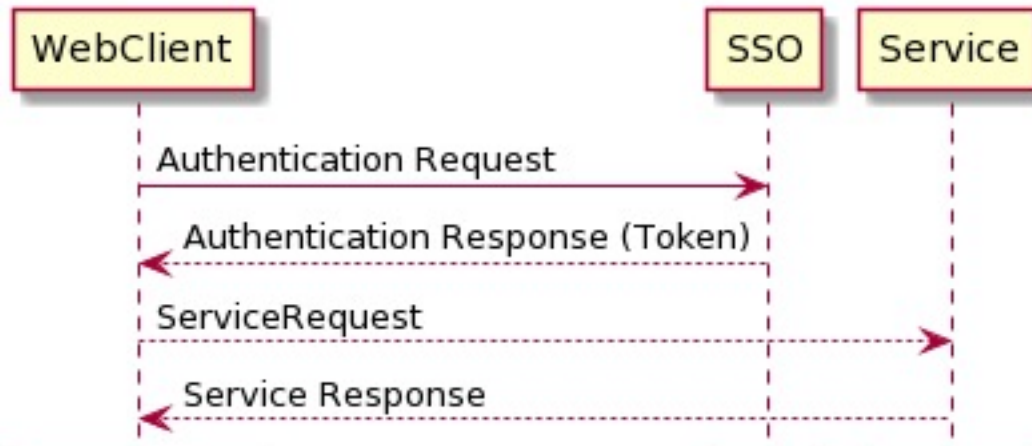 WebClient SSO Service
Authentication Request
Authentication Response (Token)
ServiceRequest
Service Response